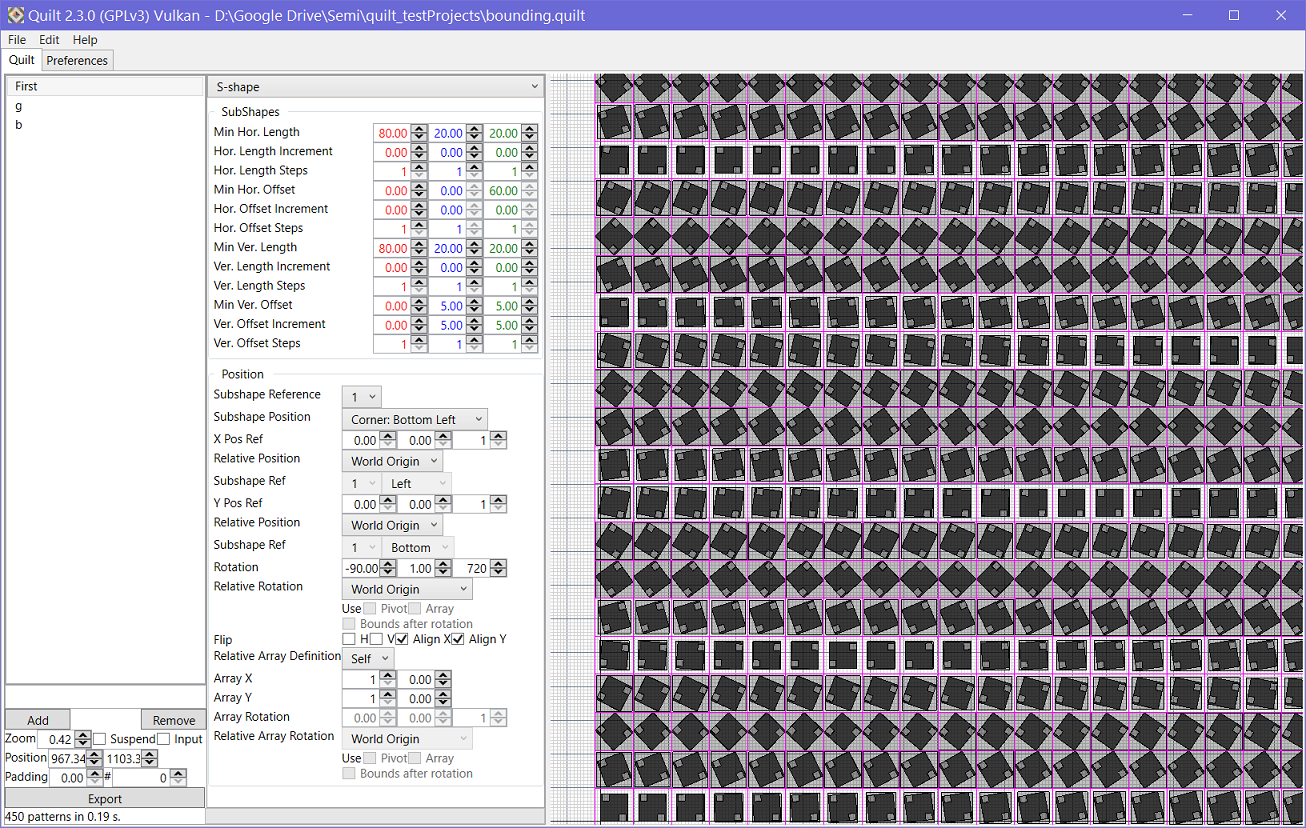 Quilt 2.3.0 (GPLv3) Vulkan - D:\Google Drive\Semi\quilt_testProjects\bounding.quilt
File Edit Help
Quilt Preferences
First
g
b
S-shape
SubShapes
Min Hor. Length 80.00 20.00 20.00
Hor. Length Increment 0.00 0.00 0.00
Hor. Length Steps 1 1 1
Min Hor. Offset 0.00 0.00 60.00
Hor. Offset Increment 0.00 0.00 0.00
Hor. Offset Steps 1 1 1
Min Ver. Length 80.00 20.00 20.00
Ver. Length Increment 0.00 0.00 0.00
Ver. Length Steps 1 1 1
Min Ver. Offset 0.00 5.00 5.00
Ver. Offset Increment 0.00 5.00 5.00
Ver. Offset Steps 1 1 1
Position
Subshape Reference 1
Subshape Position Corner: Bottom Left
X Pos Ref 0.00 0.00 1
Relative Position World Origin
Subshape Ref 1 Left
Y Pos Ref 0.00 0.00 1
Relative Position World Origin
Subshape Ref 1 Bottom
Rotation -90.00 1.00 720
Relative Rotation World Origin
Use Pivot Array
Bounds after rotation
Flip H V Align X Align Y
Relative Array Definition Self
Array X 1 0.00
Array Y 1 0.00
Array Rotation 0.00 0.00 1
Relative Array Rotation World Origin
Use Pivot Array
Bounds after rotation
Add Remove
Zoom 0.42 Suspend Input
Position 967.34 1103.3
Padding 0.00 # 0
Export
450 patterns in 0.19 s.